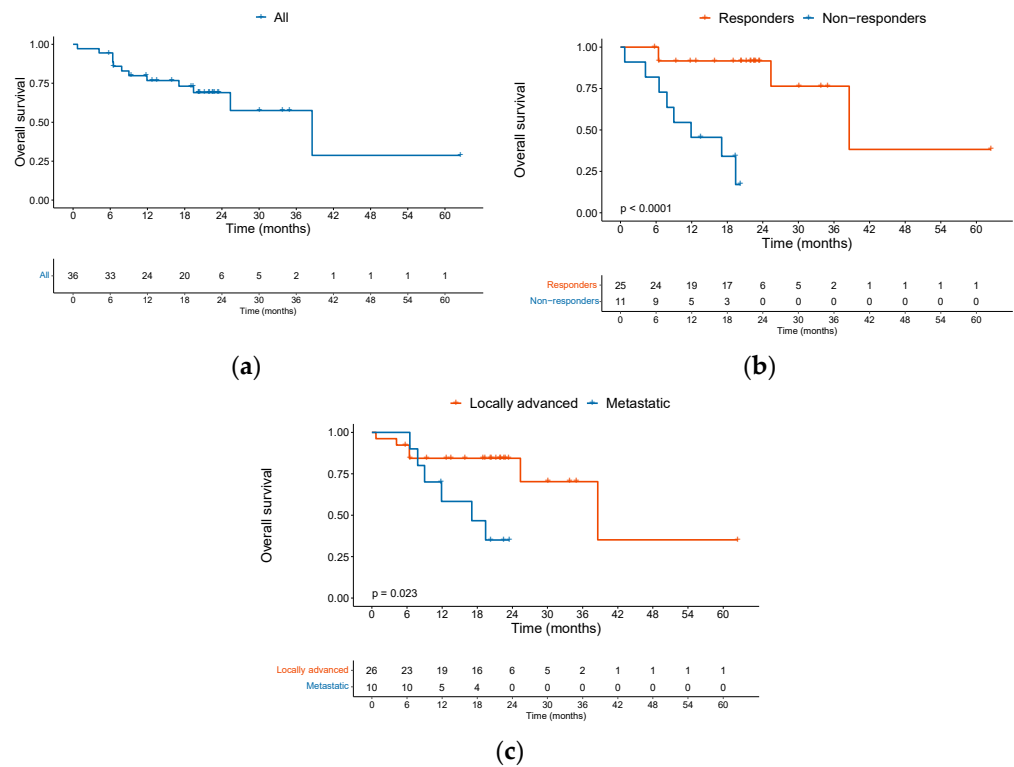 All
Overall survival
1.00
0.75
0.50
0.25
0.00
0 6 12 18 24 30 36 42 48 54 60
Time (months)
All 36 33 24 20 6 5 2 1 1 1 1
0 6 12 18 24 30 36 42 48 54 60
Time (months)
(a)
Responders Non-responders
Overall survival
1.00
0.75
0.50
0.25
0.00
p < 0.0001
0 6 12 18 24 30 36 42 48 54 60
Time (months)
Responders 25 24 19 17 6 5 2 1 1 1 1
Non-responders 11 9 5 3 0 0 0 0 0 0 0
0 6 12 18 24 30 36 42 48 54 60
Time (months)
(b)
Locally advanced Metastatic
Overall survival
1.00
0.75
0.50
0.25
0.00
p = 0.023
0 6 12 18 24 30 36 42 48 54 60
Time (months)
Locally advanced 26 23 19 16 6 5 2 1 1 1 1
Metastatic 10 10 5 4 0 0 0 0 0 0 0
0 6 12 18 24 30 36 42 48 54 60
Time (months)
(c)